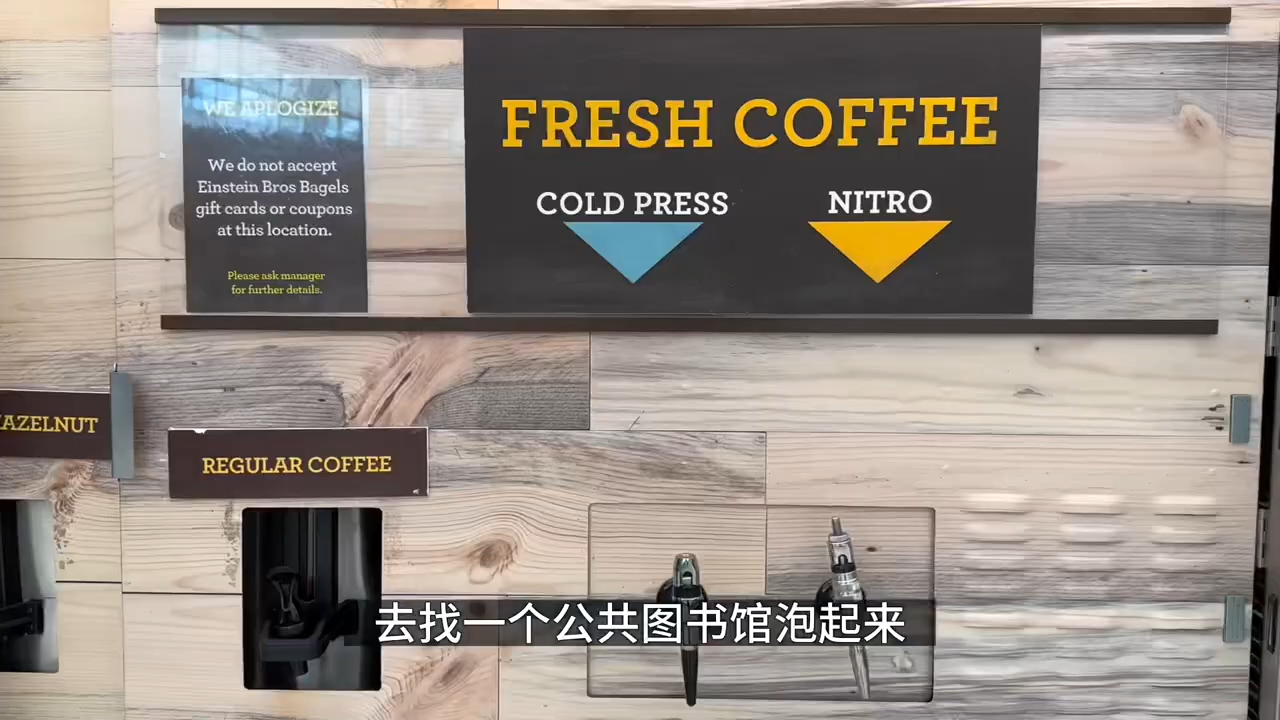 WE APLOGIZE
We do not accept
Einstein Bros Bagels
gift cards or coupons
at this location.
Please ask manager
for further details.
FRESH COFFEE
COLD PRESS
NITRO
HAZELNUT
REGULAR COFFEE
去找一个公共图书馆泡起来